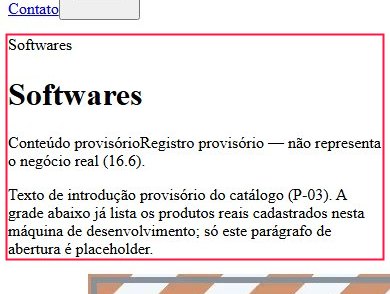 Contato
Softwares
Softwares
Conteúdo provisórioRegistro provisório — não representa
o negócio real (16.6).
Texto de introdução provisório do catálogo (P-03). A
grade abaixo já lista os produtos reais cadastrados nesta
máquina de desenvolvimento; só este parágrafo de
abertura é placeholder.